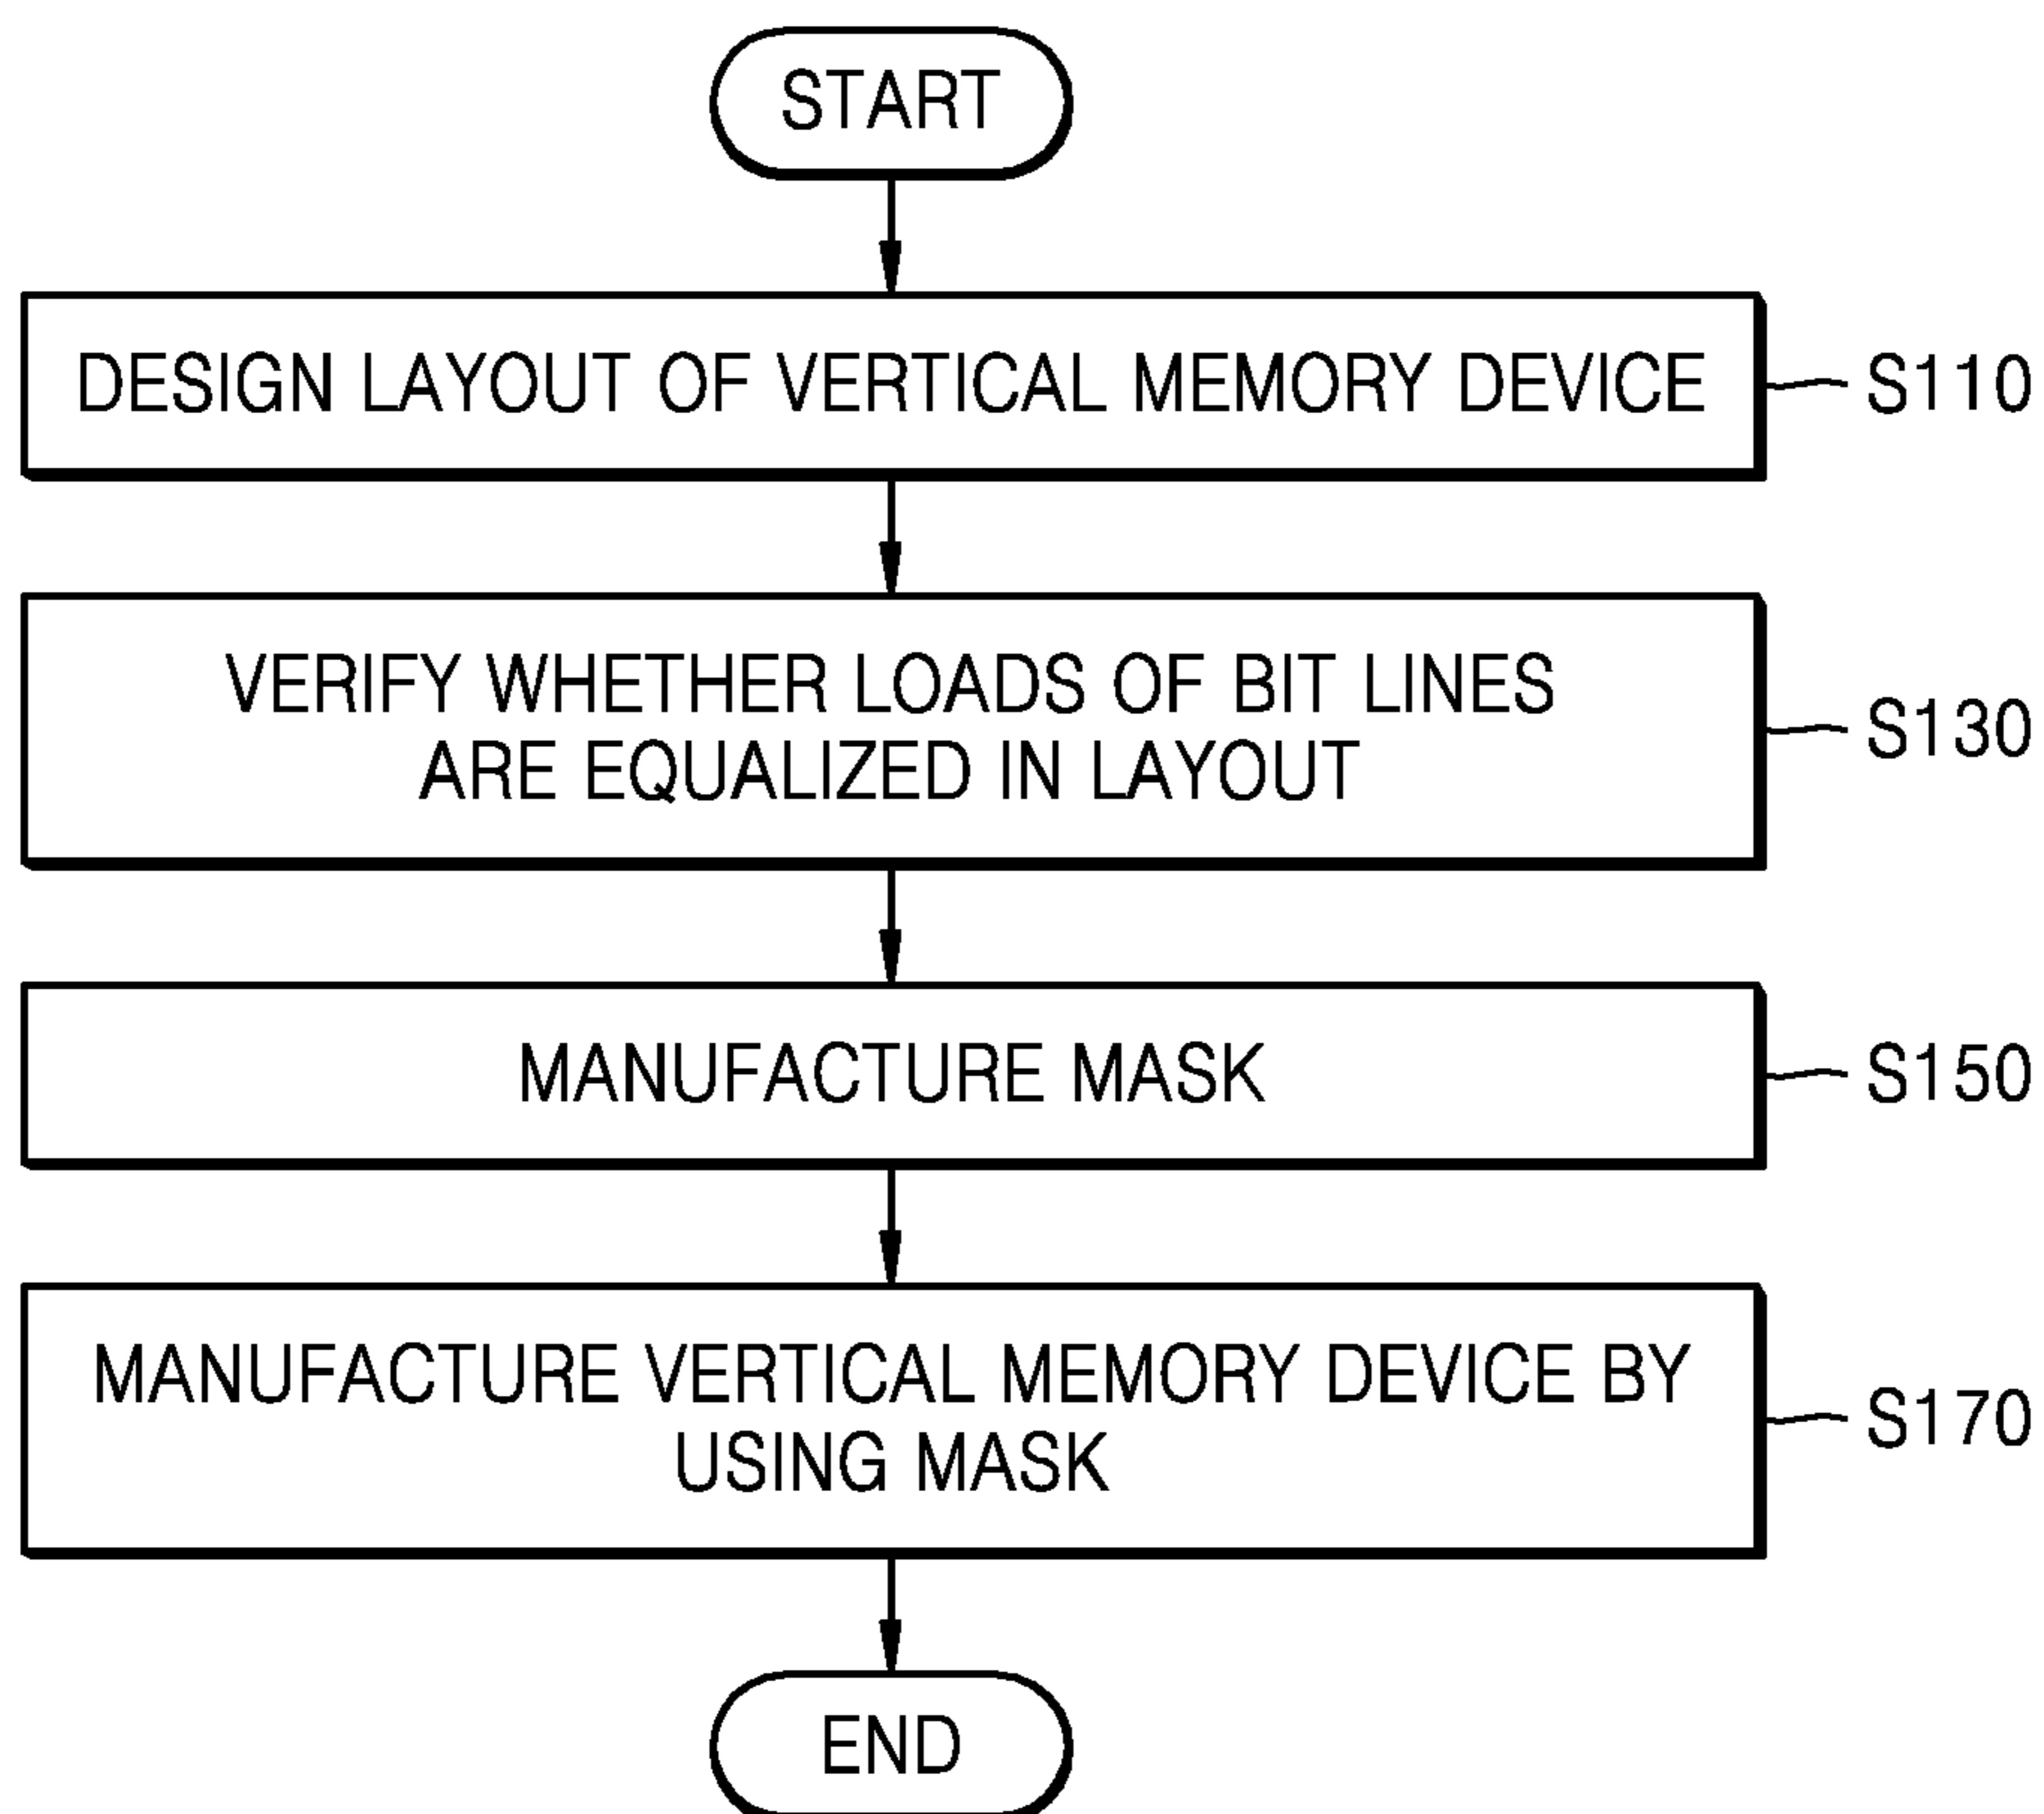 START
DESIGN LAYOUT OF VERTICAL MEMORY DEVICE
S110
VERIFY WHETHER LOADS OF BIT LINES
ARE EQUALIZED IN LAYOUT
S130
MANUFACTURE MASK
S150
MANUFACTURE VERTICAL MEMORY DEVICE BY
USING MASK
S170
END